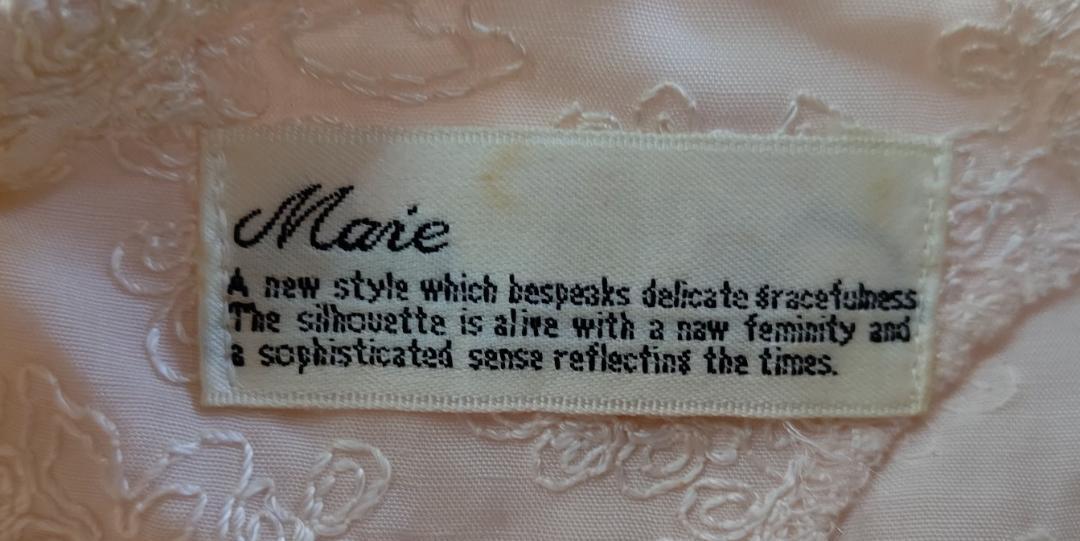 Marie
A new style which bespeaks delicate gracefulness
The silhouette is alive with a naw feminity and
a sophisticated sense reflecting the times.